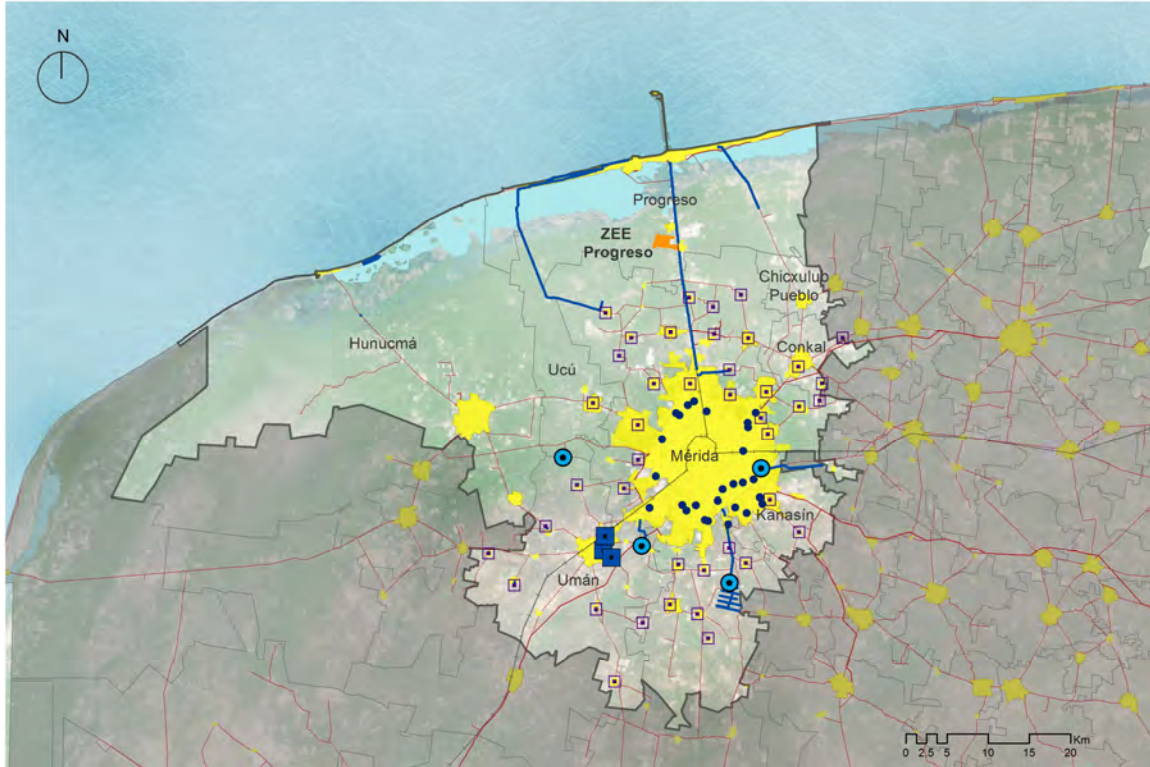 N
Progreso
ZEE
Progreso
Chicxulub
Pueblo
Hunucmá
Conkal
Ucú
Mérida
Kanasín
Umán
Km
0 2.5 5 10 15 20